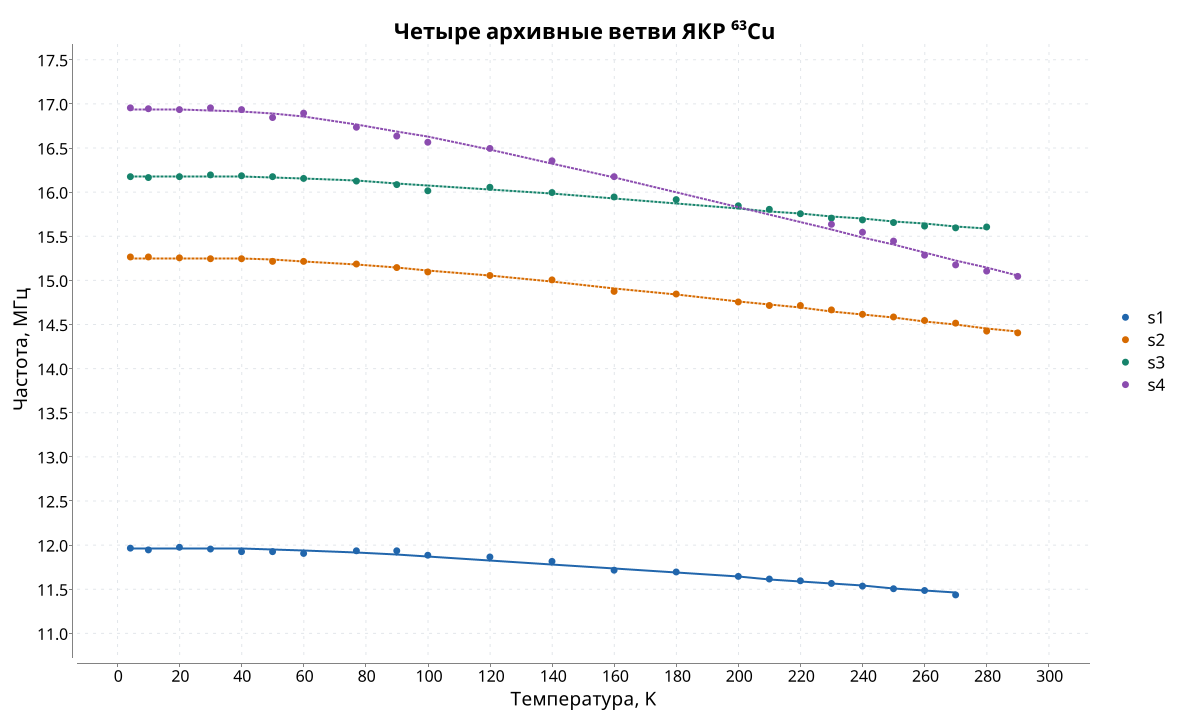 Четыре архивные ветви ЯКР ⁶³Cu
17.5
17.0
16.5
16.0
15.5
15.0
14.5
14.0
13.5
13.0
12.5
12.0
11.5
11.0
Частота, МГц
0 20 40 60 80 100 120 140 160 180 200 220 240 260 280 300
Температура, K
s1
s2
s3
s4